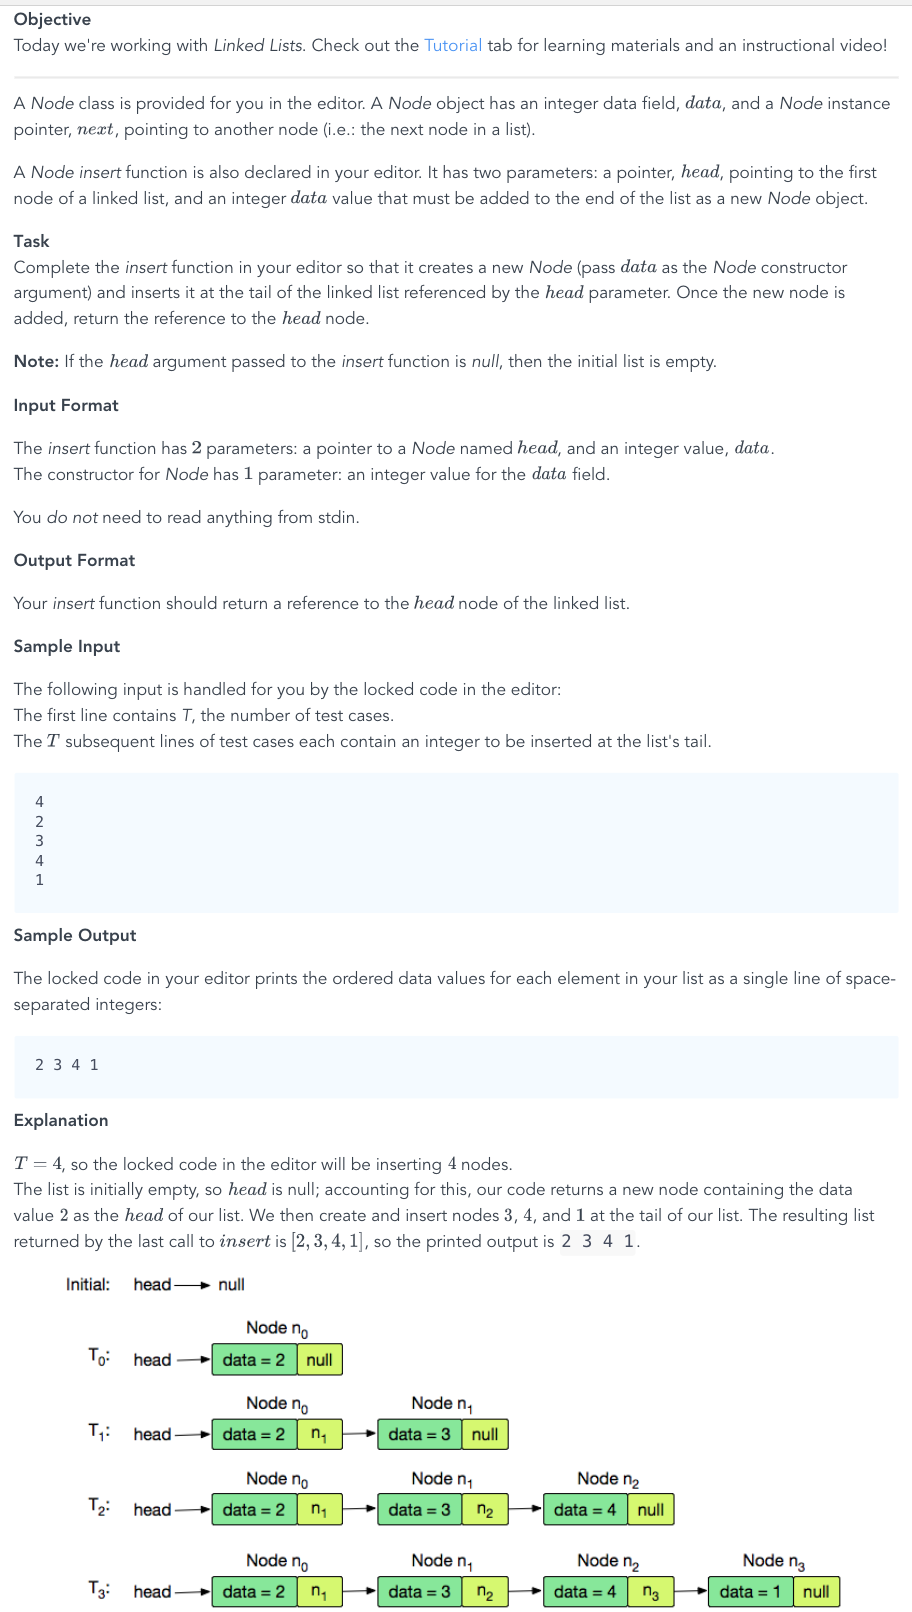 Objective
Today we're working with Linked Lists. Check out the Tutorial tab for learning materials and an instructional video!
A Node class is provided for you in the editor. A Node object has an integer data field, data, and a Node instance
pointer, next, pointing to another node (i.e.: the next node in a list).
A Node insert function is also declared in your editor. It has two parameters: a pointer, head, pointing to the first
node of a linked list, and an integer data value that must be added to the end of the list as a new Node object.
Task
Complete the insert function in your editor so that it creates a new Node (pass data as the Node constructor
argument) and inserts it at the tail of the linked list referenced by the head parameter. Once the new node is
added, return the reference to the head node.
Note: If the head argument passed to the insert function is null, then the initial list is empty.
Input Format
The insert function has 2 parameters: a pointer to a Node named head, and an integer value, data.
The constructor for Node has 1 parameter: an integer value for the data field.
You do not need to read anything from stdin.
Output Format
Your insert function should return a reference to the head node of the linked list.
Sample Input
The following input is handled for you by the locked code in the editor:
The first line contains T, the number of test cases.
The T subsequent lines of test cases each contain an integer to be inserted at the list's tail.
4
2
3
4
1
Sample Output
The locked code in your editor prints the ordered data values for each element in your list as a single line of space-
separated integers:
2 3 4 1
Explanation
T = 4, so the locked code in the editor will be inserting 4 nodes.
The list is initially empty, so head is null; accounting for this, our code returns a new node containing the data
value 2 as the head of our list. We then create and insert nodes 3, 4, and 1 at the tail of our list. The resulting list
returned by the last call to insert is [2, 3, 4, 1], so the printed output is 2 3 4 1.
Initial: head null
Node n0
T0: head data = 2 null
Node n0 Node n1
T1: head data = 2 n1 data = 3 null
Node n0 Node n1 Node n2
T2: head data = 2 n1 data = 3 n2 data = 4 null
Node n0 Node n1 Node n2 Node n3
T3: head data = 2 n1 data = 3 n2 data = 4 n3 data = 1 null